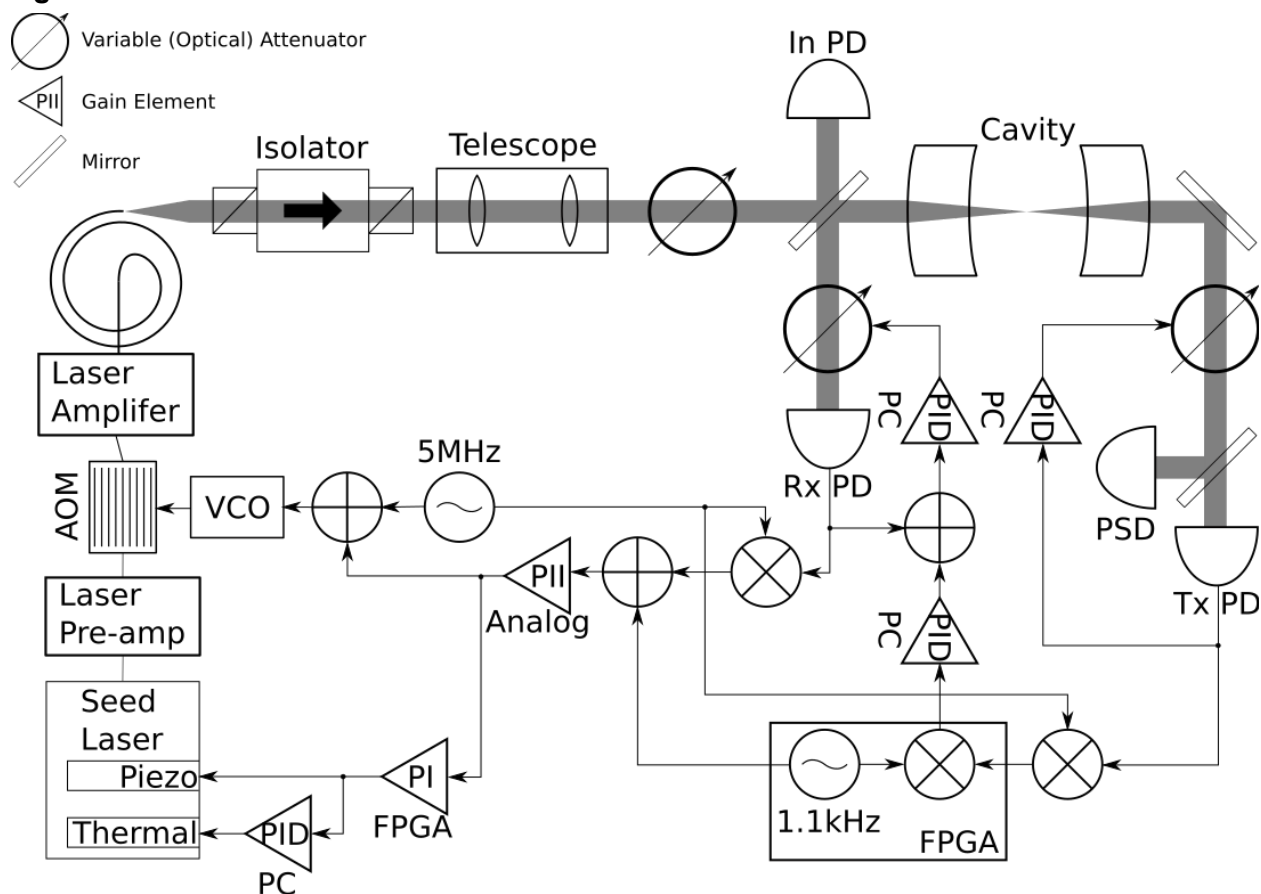 Variable (Optical) Attenuator
PII
Gain Element
Mirror
In PD
Isolator
Telescope
Cavity
Laser
Amplifer
PC
PID
PC
PID
5MHz
Rx PD
PSD
AOM
VCO
Tx PD
PII
Analog
Laser
Pre-amp
PC
PID
Seed
Laser
Piezo
PI
FPGA
1.1kHz
FPGA
Thermal
PID
PC